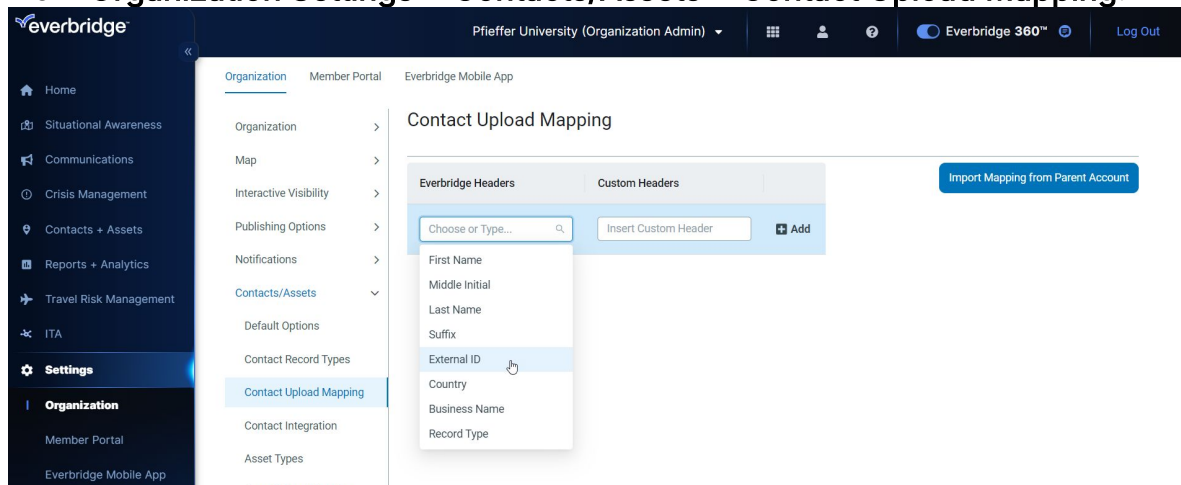 everbridge™
Pfieffer University (Organization Admin)
Everbridge 360™
Log Out
«
Home
Situational Awareness
Communications
Crisis Management
Contacts + Assets
Reports + Analytics
Travel Risk Management
ITA
Settings
Organization
Member Portal
Everbridge Mobile App
Organization Member Portal Everbridge Mobile App
Organization
Map
Interactive Visibility
Publishing Options
Notifications
Contacts/Assets
Default Options
Contact Record Types
Contact Upload Mapping
Contact Integration
Asset Types
Contact Upload Mapping
Import Mapping from Parent Account
Everbridge Headers Custom Headers
Choose or Type... Insert Custom Header Add
First Name
Middle Initial
Last Name
Suffix
External ID
Country
Business Name
Record Type